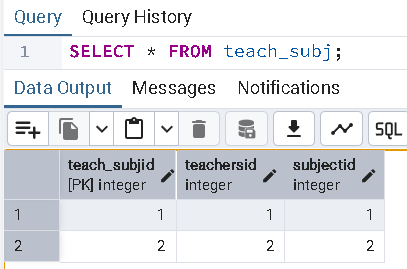 Query Query History
1 SELECT * FROM teach_subj;
Data Output Messages Notifications
SQL
teach_subjid teachersid subjectid
[PK] integer integer integer
1 1 1 1
2 2 2 2